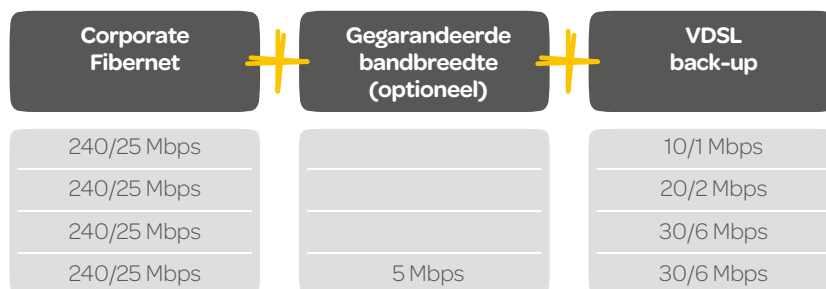 Corporate
Fibernet
Gegarandeerde
bandbreedte
(optioneel)
VDSL
back-up
240/25 Mbps
10/1 Mbps
240/25 Mbps
20/2 Mbps
240/25 Mbps
30/6 Mbps
240/25 Mbps
5 Mbps
30/6 Mbps